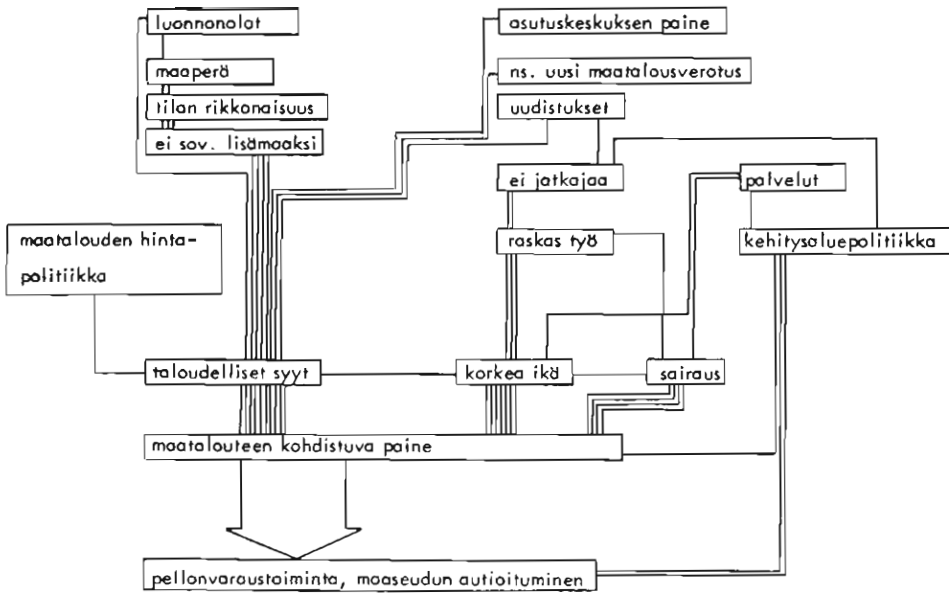 luonnonolot
asutuskeskuksen paine
maaperä
ns. uusi maatalousverotus
tilan rikkonaisuus
uudistukset
ei sov. lisämaaksi
ei jatkajaa
palvelut
maatalouden hinta-
politiikka
raskas työ
kehitysaluepolitiikka
taloudelliset syyt
korkea ikä
sairaus
maatalouteen kohdistuva paine
pellonvaraustoiminta, maaseudun autioituminen